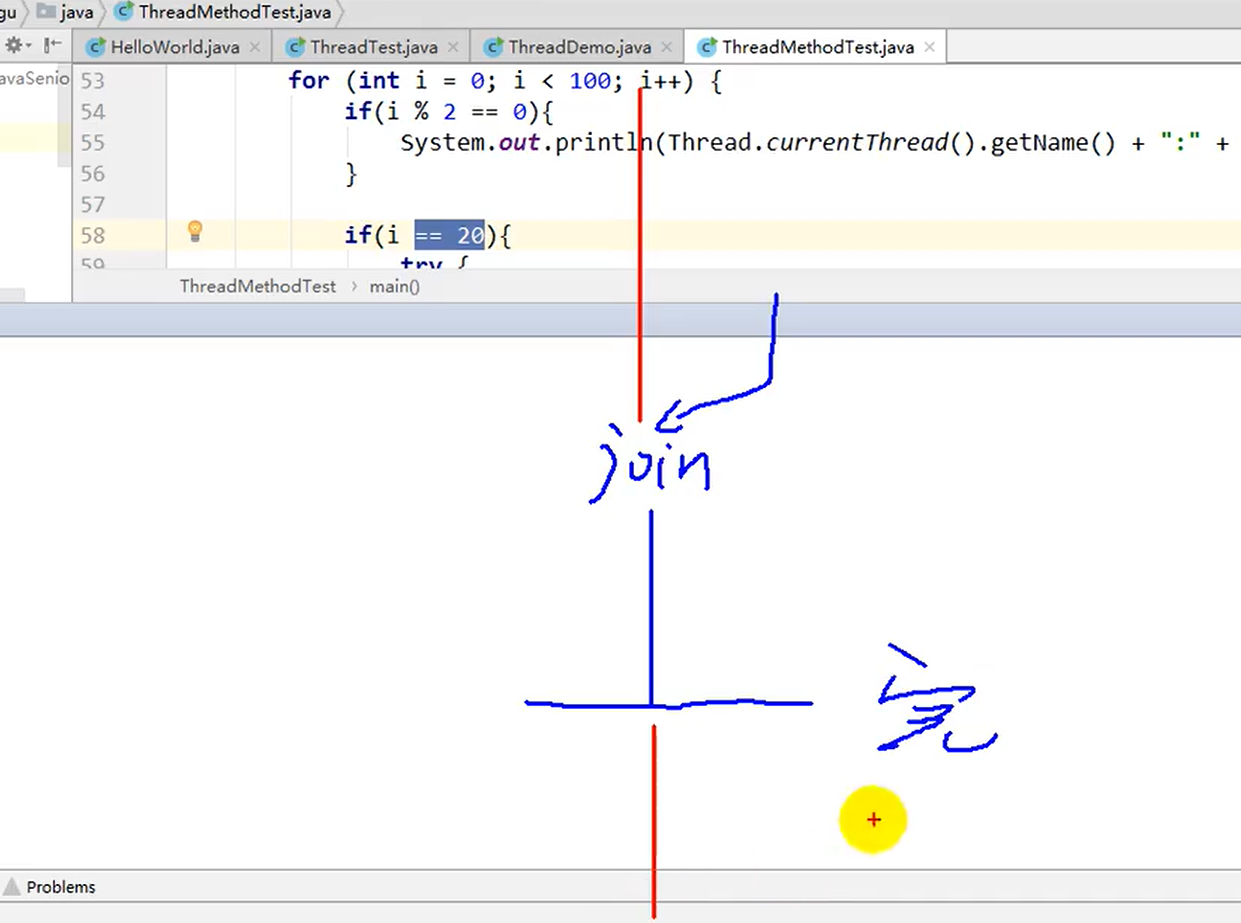 gu java ThreadMethodTest.java
HelloWorld.java ThreadTest.java ThreadDemo.java ThreadMethodTest.java
avaSenio
53 for (int i = 0; i < 100; i++) {
54 if(i % 2 == 0){
55 System.out.println(Thread.currentThread().getName() + ":" +
56 }
57
58 if(i == 20){
59 try {
ThreadMethodTest › main()
join
完
Problems